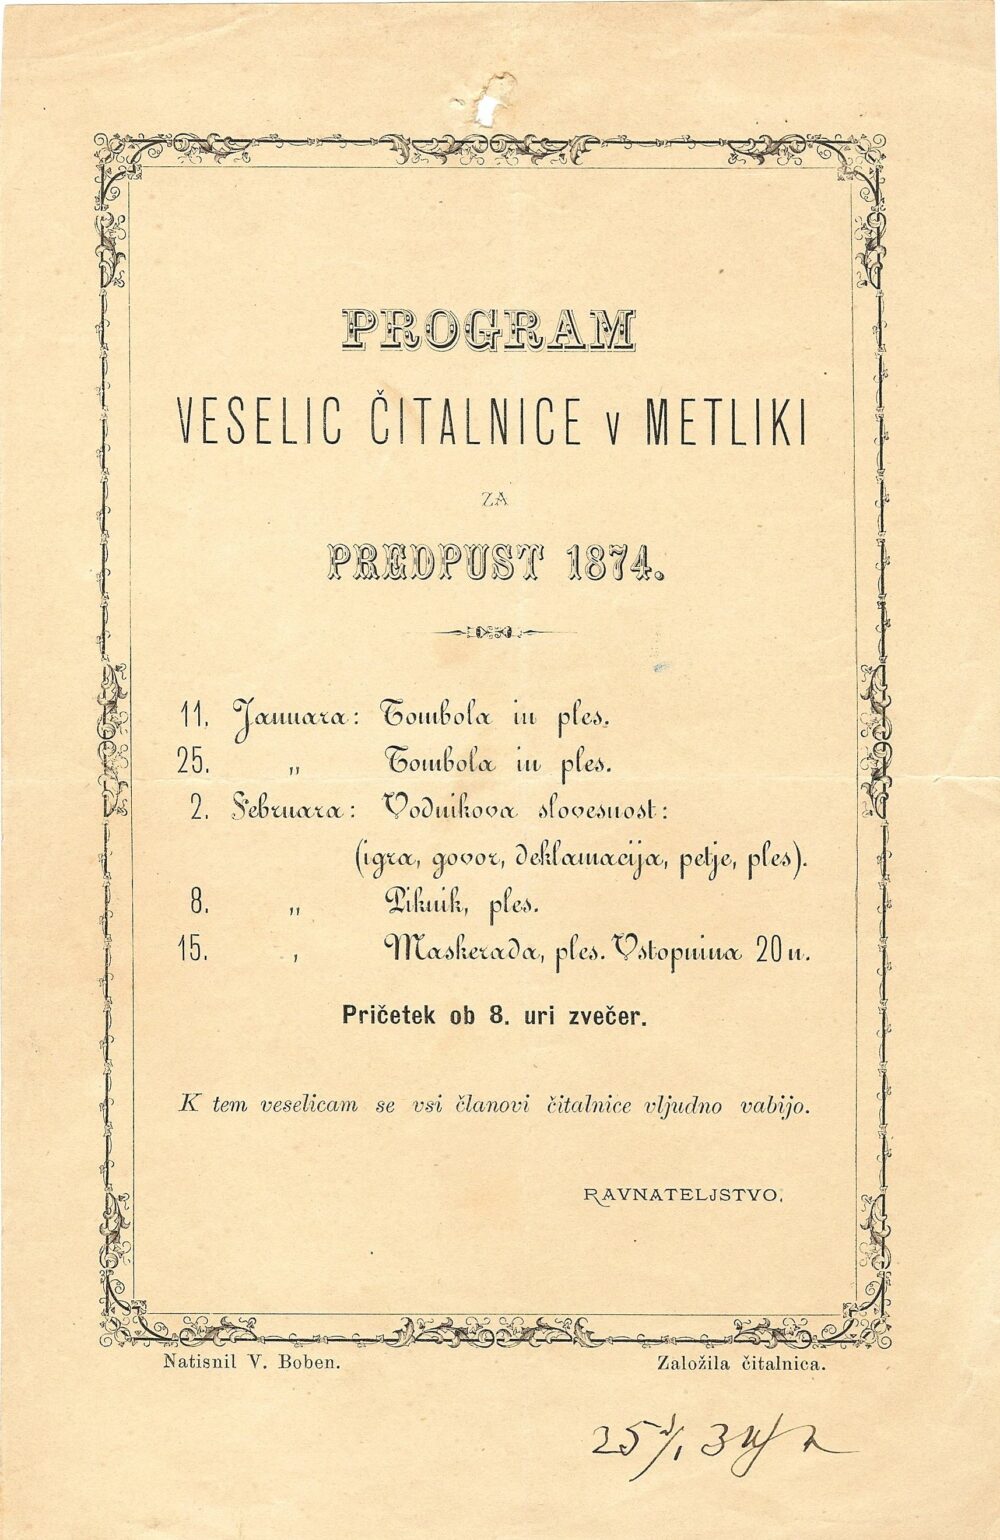 PROGRAM
VESELIC ČITALNICE v METLIKI
ZA
PREDPUST 1874.
11. Januara: Tombola in ples.
25. „ Tombola in ples.
2. Februara: Vodnikova slovesnost:
(igra, govor, deklamacija, petje, ples).
8. „ Piknik, ples.
15. „ Maskerada, ples. Vstopnina 20 n.
Pričetek ob 8. uri zvečer.
K tem veselicam se vsi članovi čitalnice vljudno vabijo.
RAVNATELJSTVO.
Natisnil V. Boben.
Založila čitalnica.